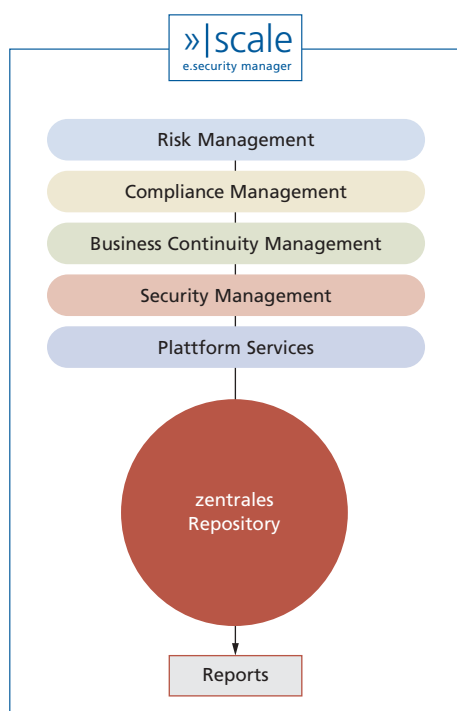 »|scale
e.security manager
Risk Management
Compliance Management
Business Continuity Management
Security Management
Plattform Services
zentrales
Repository
Reports